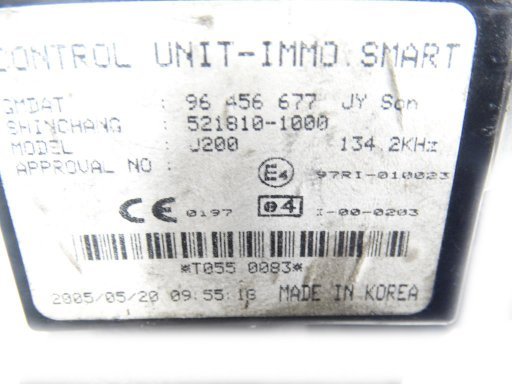 CONTROL UNIT-IMMO SMART
GMDAT : 96 456 677 JY Son
SHINCHANG : 521810-1000
MODEL : J200 134.2KHz
APPROVAL NO : E4 97RI-010023
CE 0197 e4 I-00-0203
*T055 0083*
2005/05/20 09:55:18 MADE IN KOREA